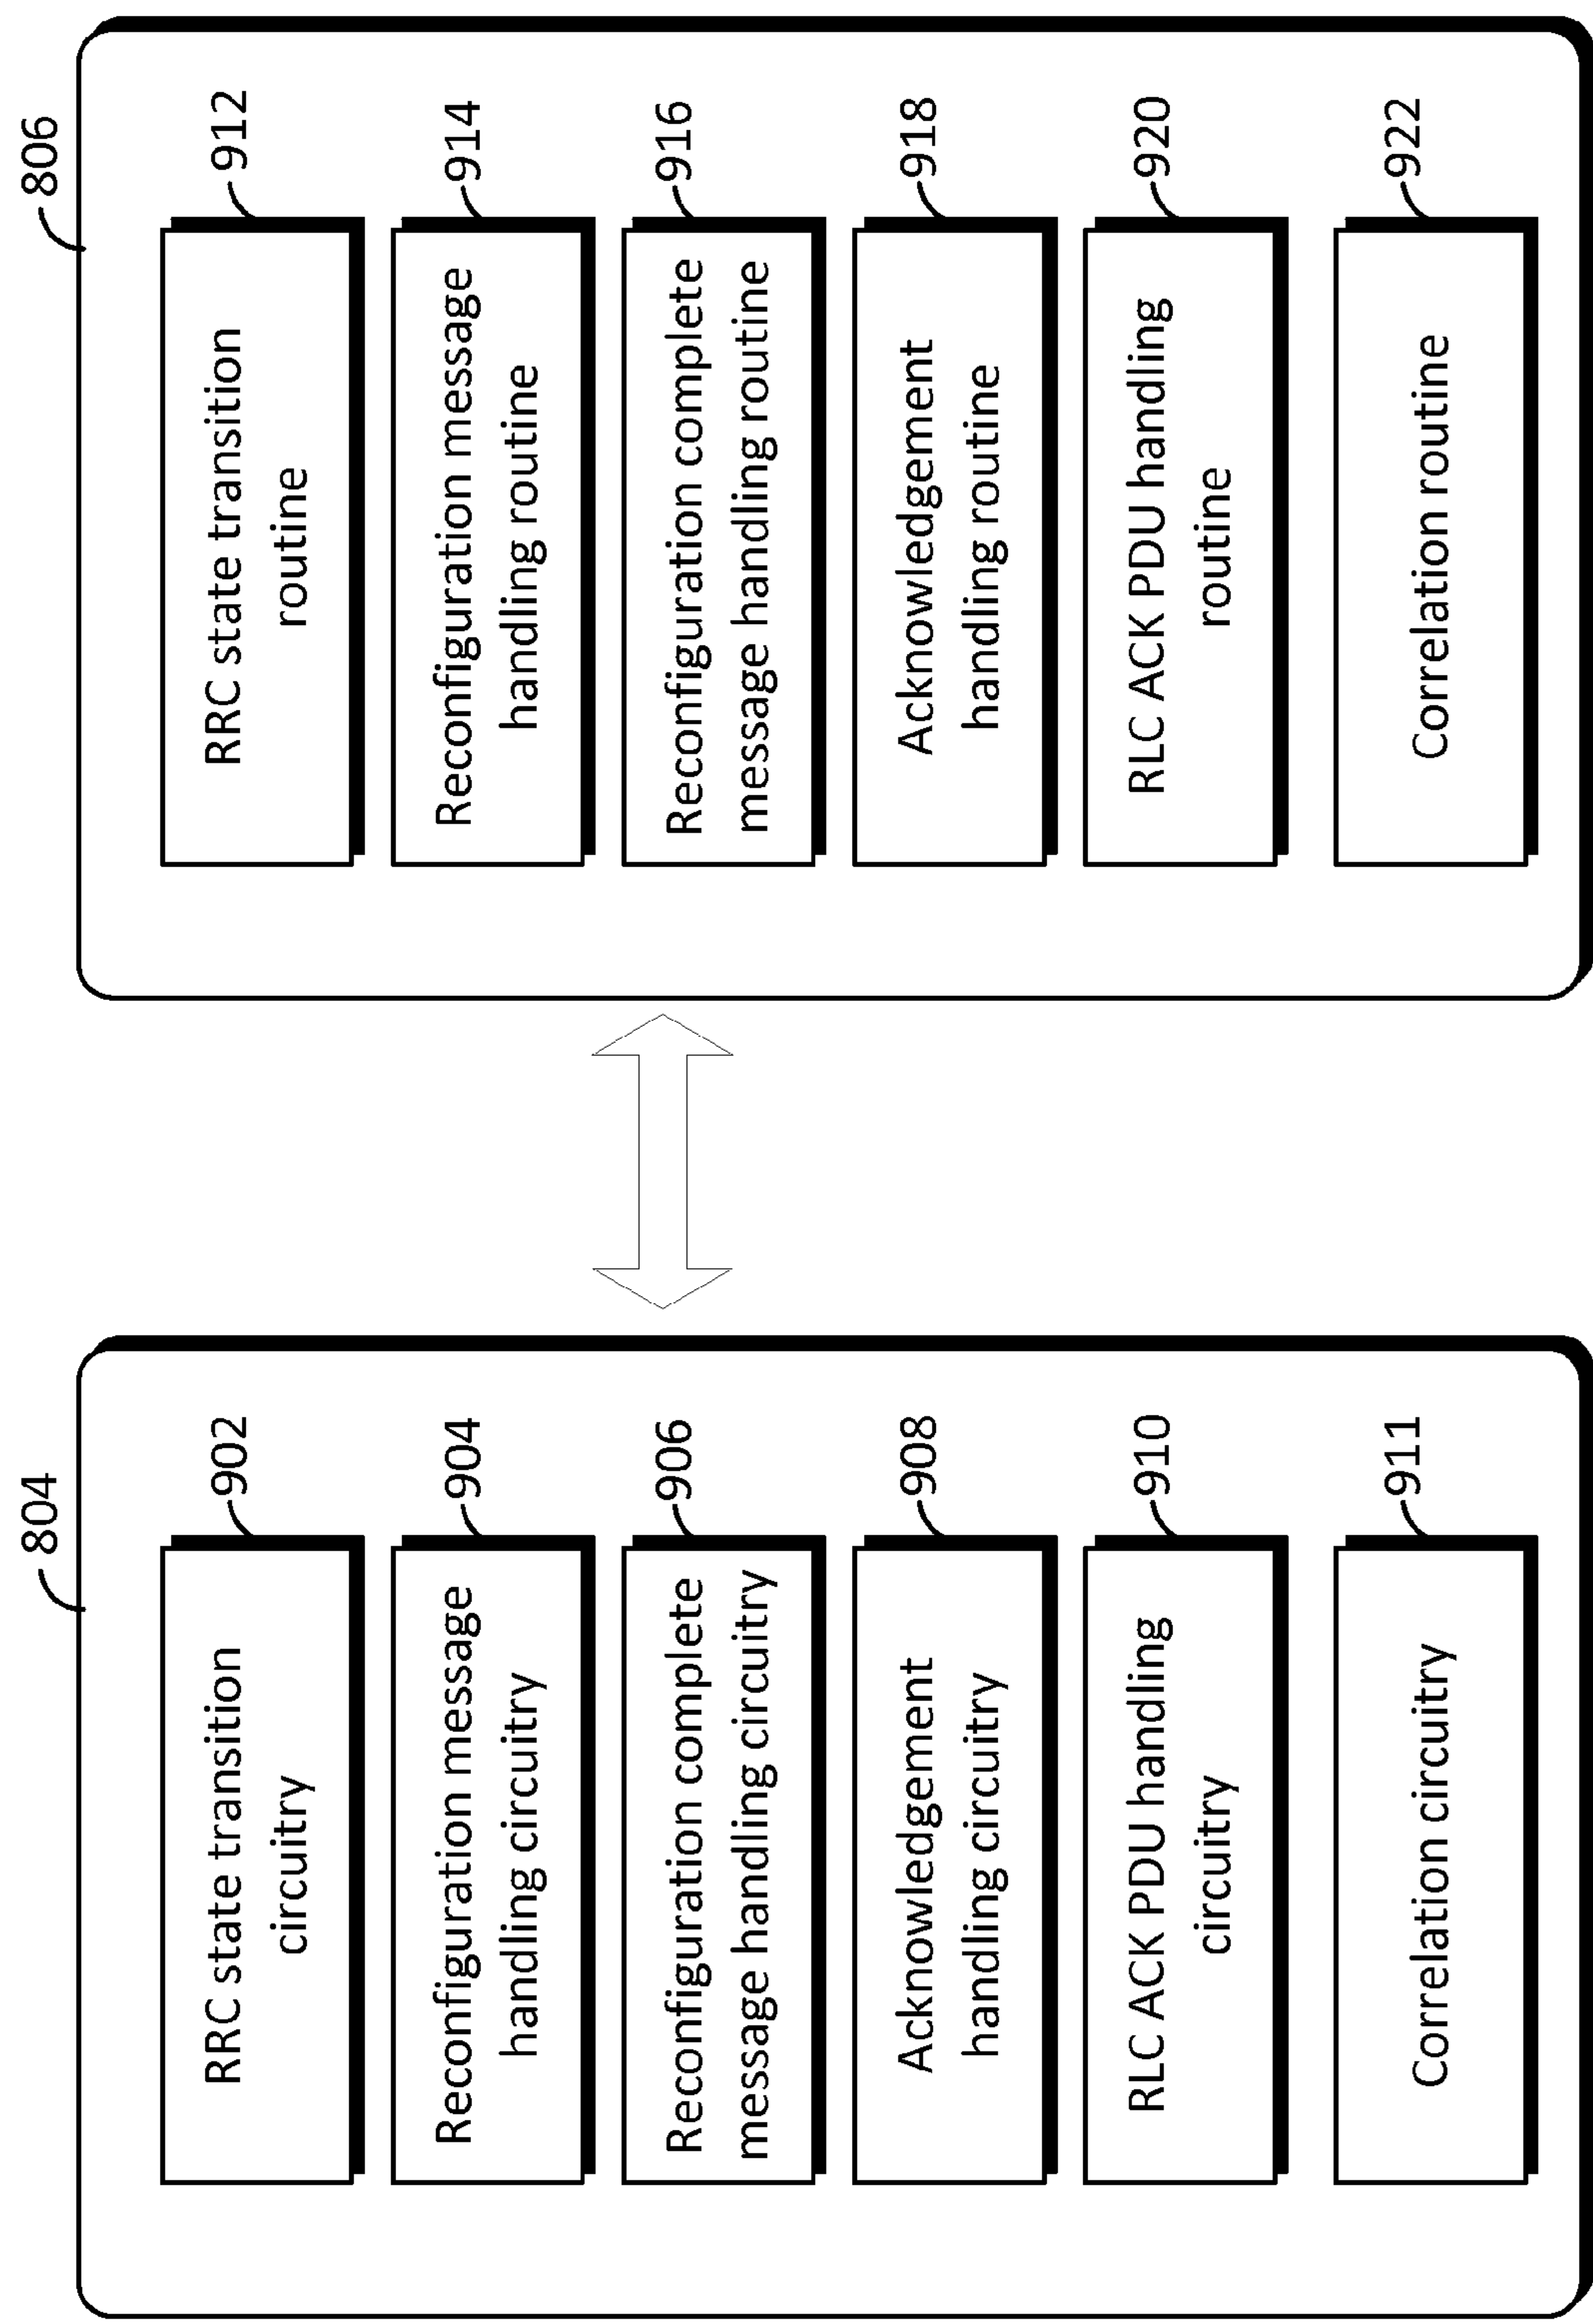 804
RRC state transition
circuitry
902
Reconfiguration message
handling circuitry
904
Reconfiguration complete
message handling circuitry
906
Acknowledgement
handling circuitry
908
RLC ACK PDU handling
circuitry
910
Correlation circuitry
911
806
RRC state transition
routine
912
Reconfiguration message
handling routine
914
Reconfiguration complete
message handling routine
916
Acknowledgement
handling routine
918
RLC ACK PDU handling
routine
920
Correlation routine
922